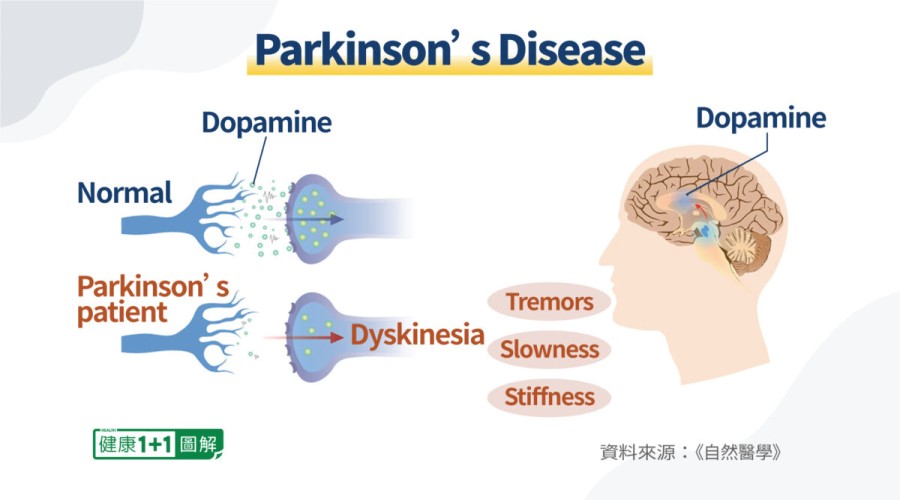 Parkinson’s Disease
Dopamine
Dopamine
Normal
Parkinson’s
patient
Dyskinesia
Tremors
Slowness
Stiffness
HEALTH
健康1+1圖解
資料來源：《自然醫學》